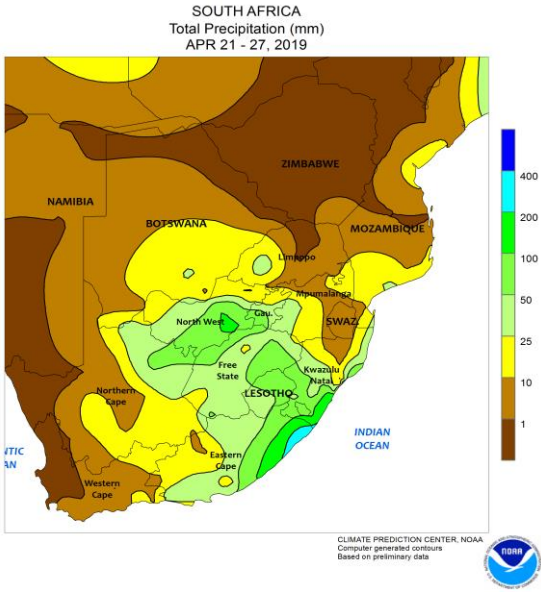 SOUTH AFRICA
Total Precipitation (mm)
APR 21 - 27, 2019
ZIMBABWE
NAMIBIA
BOTSWANA
MOZAMBIQUE
Limpopo
Mpumalanga
North West
Gau.
SWAZ.
Free
State
Kwazulu
Natal
Northern
Cape
LESOTHO
Eastern
Cape
Western
Cape
NTIC
AN
INDIAN
OCEAN
400
200
100
50
25
10
1
CLIMATE PREDICTION CENTER, NOAA
Computer generated contours
Based on preliminary data
NOAA